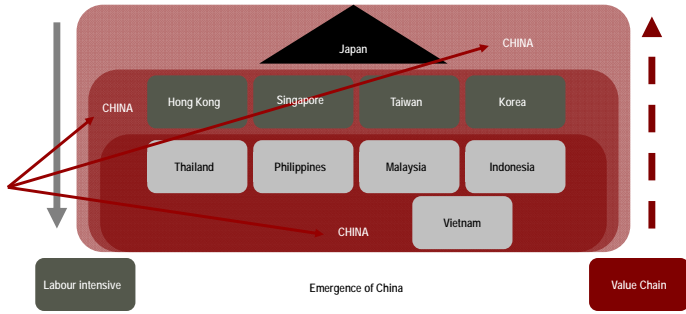 Japan
CHINA
CHINA
Hong Kong
Singapore
Taiwan
Korea
Thailand
Philippines
Malaysia
Indonesia
Vietnam
CHINA
Labour intensive
Emergence of China
Value Chain